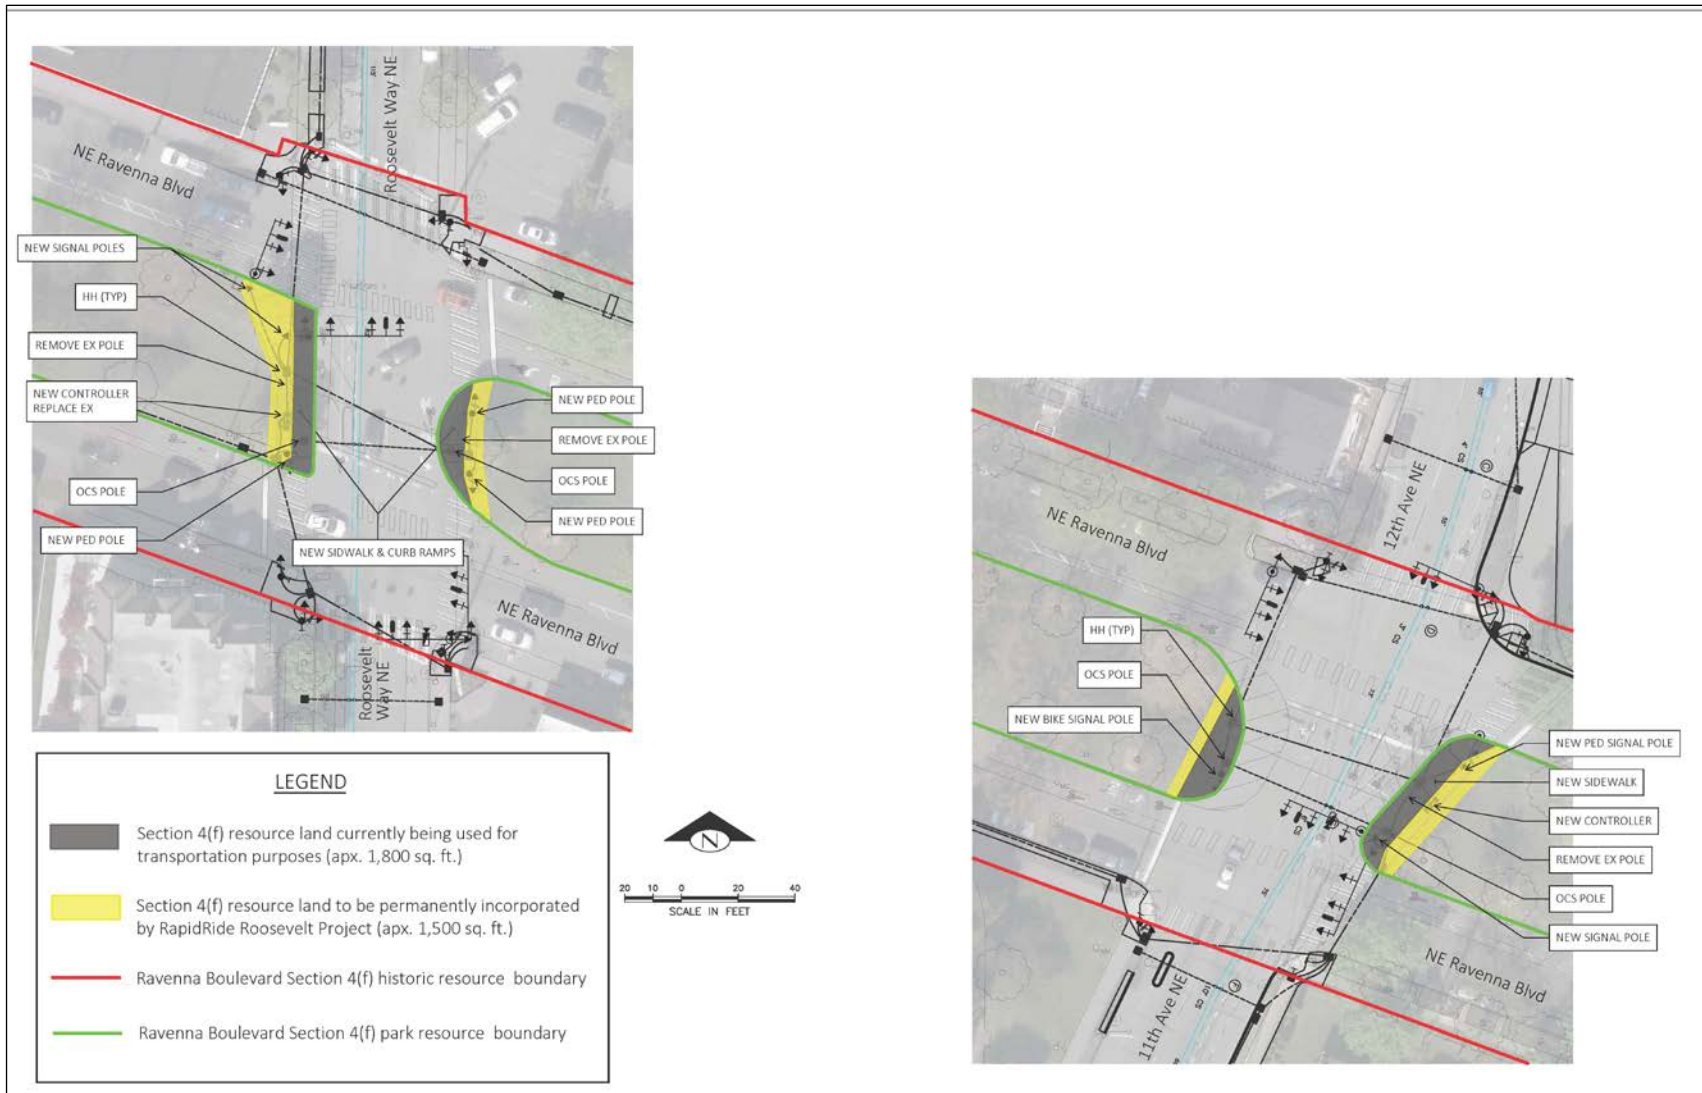 Roosevelt Way NE
NE Ravenna Blvd
NEW SIGNAL POLES
HH (TYP)
REMOVE EX POLE
NEW CONTROLLER
REPLACE EX
OCS POLE
NEW PED POLE
NEW PED POLE
REMOVE EX POLE
OCS POLE
NEW PED POLE
NEW SIDWALK & CURB RAMPS
NE Ravenna Blvd
Roosevelt
Way NE
12th Ave NE
NE Ravenna Blvd
HH (TYP)
OCS POLE
NEW BIKE SIGNAL POLE
NEW PED SIGNAL POLE
NEW SIDEWALK
NEW CONTROLLER
REMOVE EX POLE
OCS POLE
NEW SIGNAL POLE
NE Ravenna Blvd
11th Ave NE
LEGEND
Section 4(f) resource land currently being used for
transportation purposes (apx. 1,800 sq. ft.)
Section 4(f) resource land to be permanently incorporated
by RapidRide Roosevelt Project (apx. 1,500 sq. ft.)
Ravenna Boulevard Section 4(f) historic resource boundary
Ravenna Boulevard Section 4(f) park resource boundary
N
20 10 0 20 40
SCALE IN FEET